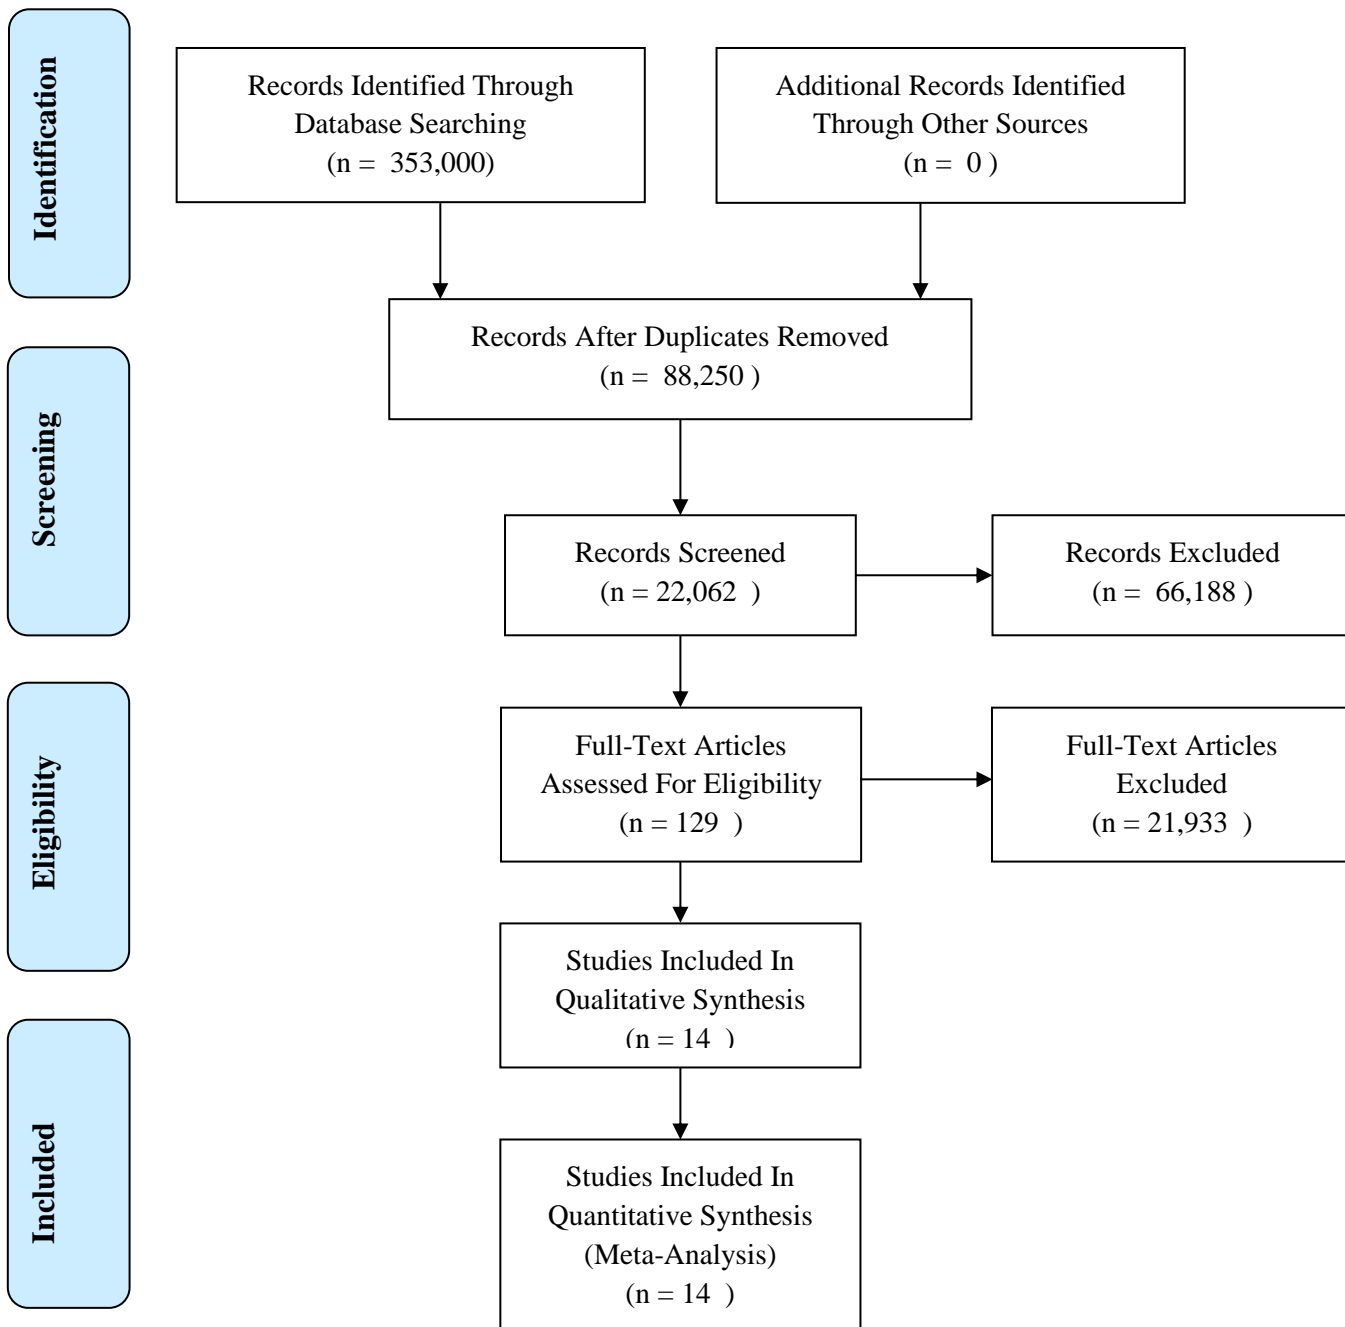 Identification
Records Identified Through
Database Searching
(n =  353,000)
Additional Records Identified
Through Other Sources
(n =  0 )
Records After Duplicates Removed
(n =  88,250 )
Screening
Records Screened
(n = 22,062  )
Records Excluded
(n =  66,188 )
Eligibility
Full-Text Articles
Assessed For Eligibility
(n = 129  )
Full-Text Articles
Excluded
(n = 21,933  )
Studies Included In
Qualitative Synthesis
(n = 14  )
Included
Studies Included In
Quantitative Synthesis
(Meta-Analysis)
(n = 14  )